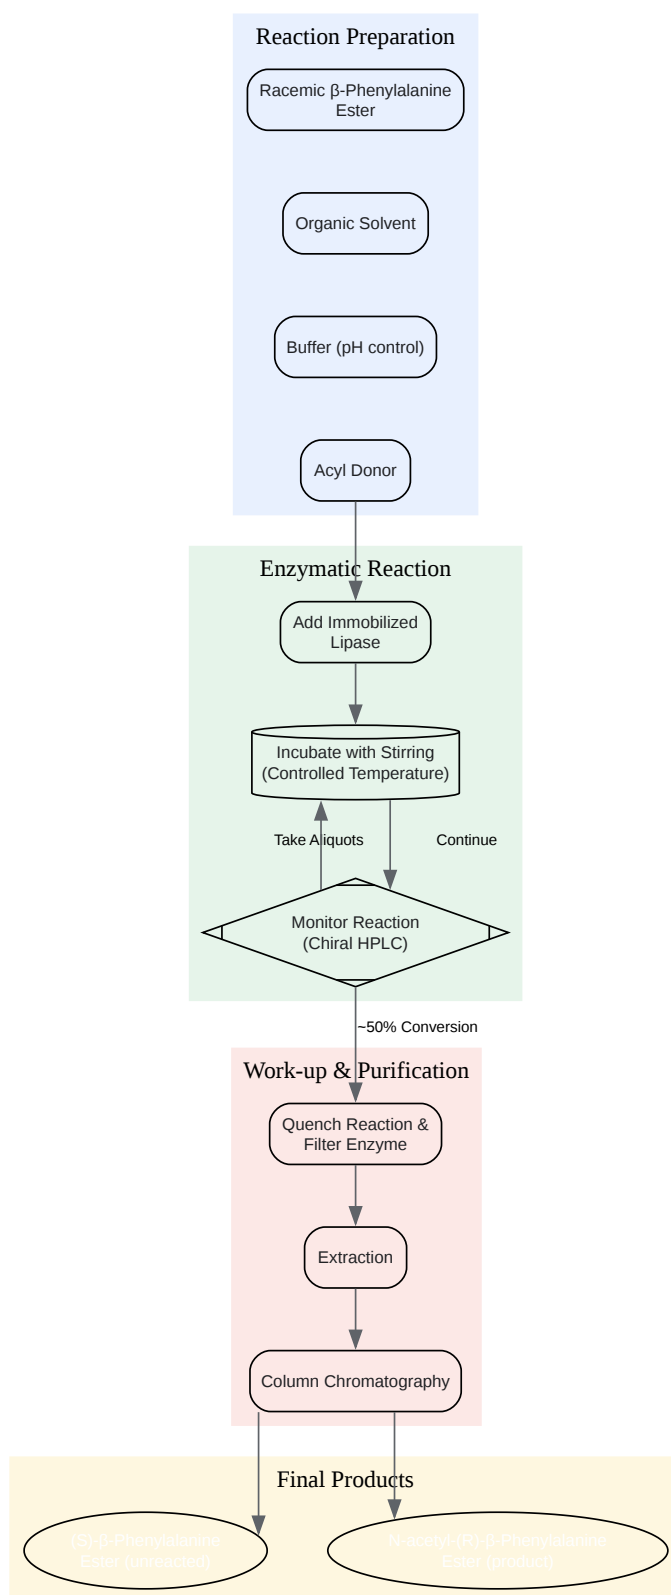 Reaction Preparation
Racemic β-Phenylalanine
Ester
Organic Solvent
Buffer (pH control)
Acyl Donor
Enzymatic Reaction
Add Immobilized
Lipase
Incubate with Stirring
(Controlled Temperature)
Take Aliquots
Continue
Monitor Reaction
(Chiral HPLC)
~50% Conversion
Work-up & Purification
Quench Reaction &
Filter Enzyme
Extraction
Column Chromatography
Final Products
(S)-β-Phenylalanine
Ester (unreacted)
N-acetyl-(R)-β-Phenylalanine
Ester (product)